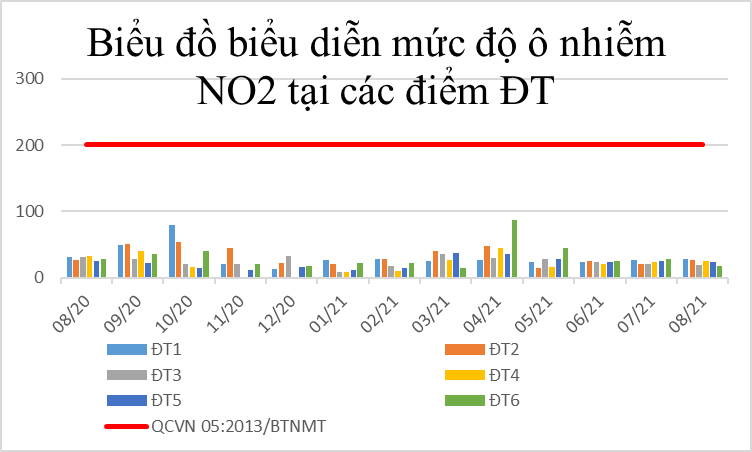 Biểu đồ biểu diễn mức độ ô nhiễm
NO2 tại các điểm ĐT
300
200
100
0
08/20 09/20 10/20 11/20 12/20 01/21 02/21 03/21 04/21 05/21 06/21 07/21 08/21
ĐT1 ĐT2
ĐT3 ĐT4
ĐT5 ĐT6
QCVN 05:2013/BTNMT